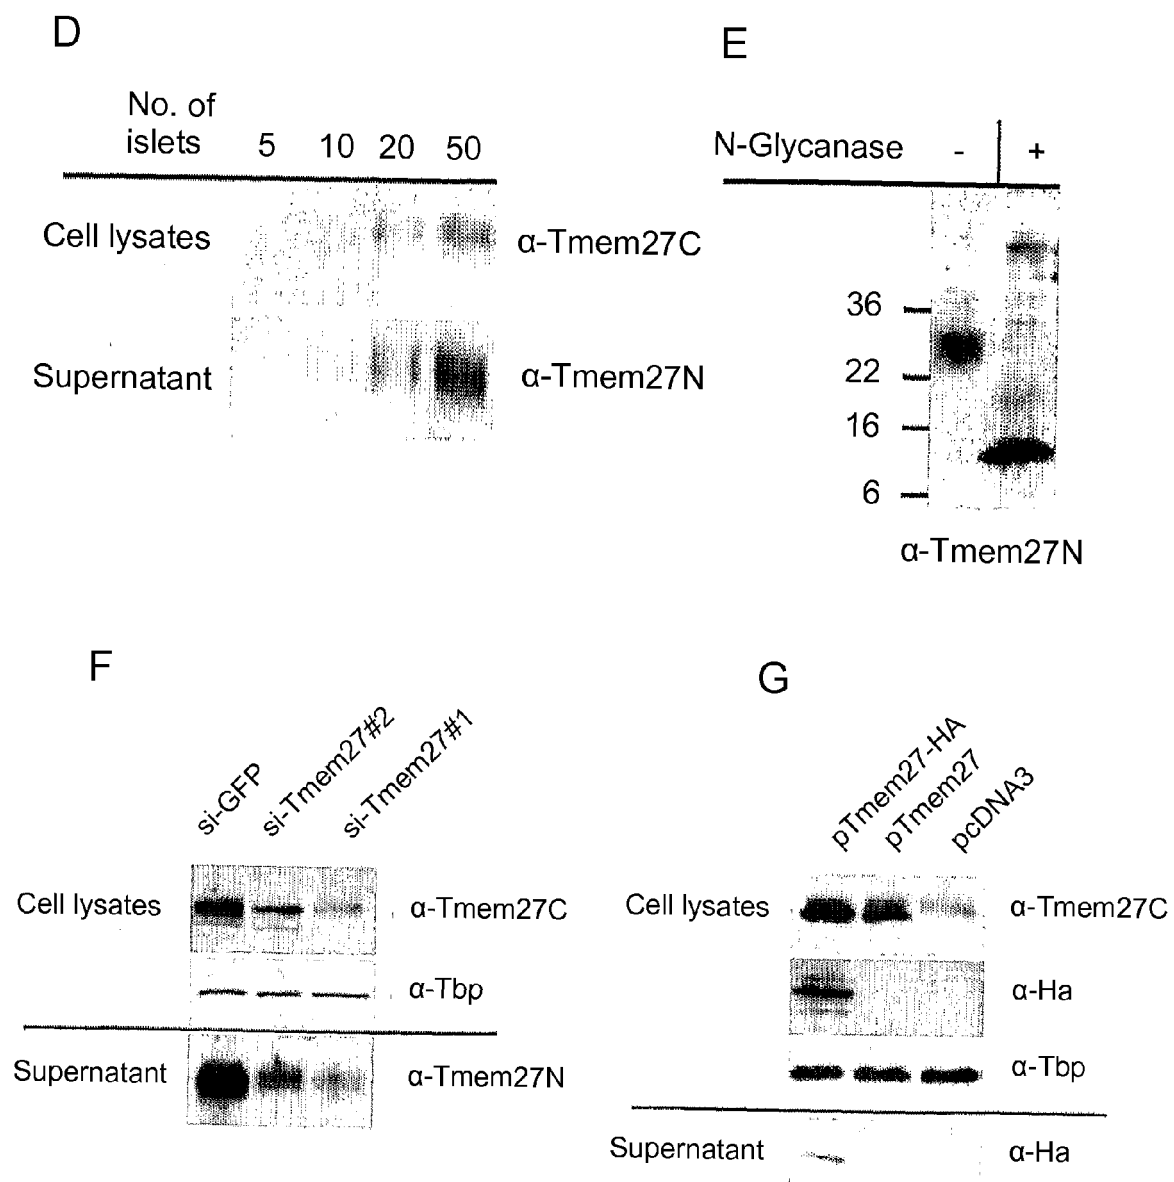 D
No. of
islets 5 10 20 50
Cell lysates α-Tmem27C
Supernatant α-Tmem27N
E
N-Glycanase - +
36
22
16
6
α-Tmem27N
F
si-GFP si-Tmem27#2 si-Tmem27#1
Cell lysates α-Tmem27C
α-Tbp
Supernatant α-Tmem27N
G
pTmem27-HA pTmem27 pcDNA3
Cell lysates α-Tmem27C
α-Ha
α-Tbp
Supernatant α-Ha